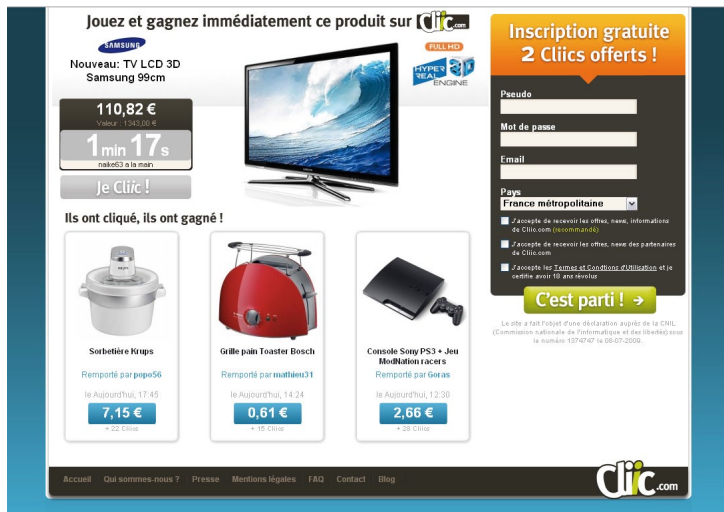 Jouez et gagnez immédiatement ce produit sur Cliic.com
SAMSUNG
Nouveau: TV LCD 3D
Samsung 99cm
FULL HD
HYPER REAL 3D ENGINE
110,82 €
Valeur : 1343,00 €
1 min 17 s
naike63 a la main
Je Cliic !
Inscription gratuite
2 Cliics offerts !
Pseudo
Mot de passe
Email
Pays
France métropolitaine
J'accepte de recevoir les offres, news, informations
de Cliic.com (recommandé)
J'accepte de recevoir les offres, news des partenaires
de Cliic.com
J'accepte les Termes et Condtions d'Utilisation et je
certifie avoir 18 ans révolus
C'est parti !
Le site a fait l'objet d'une déclaration auprès de la CNIL
(Commission nationale de l'informatique et des libertés) sous
le numéro 1374747 le 08-07-2009.
Ils ont cliqué, ils ont gagné !
Sorbetière Krups
Remporté par popo56
le Aujourd'hui, 17:45
7,15 €
+ 22 Cliics
Grille pain Toaster Bosch
Remporté par mathieu31
le Aujourd'hui, 14:24
0,61 €
+ 15 Cliics
Console Sony PS3 + Jeu
ModNation racers
Remporté par Goras
le Aujourd'hui, 12:30
2,66 €
+ 28 Cliics
Accueil Qui sommes-nous ? Presse Mentions légales FAQ Contact Blog
Cliic.com